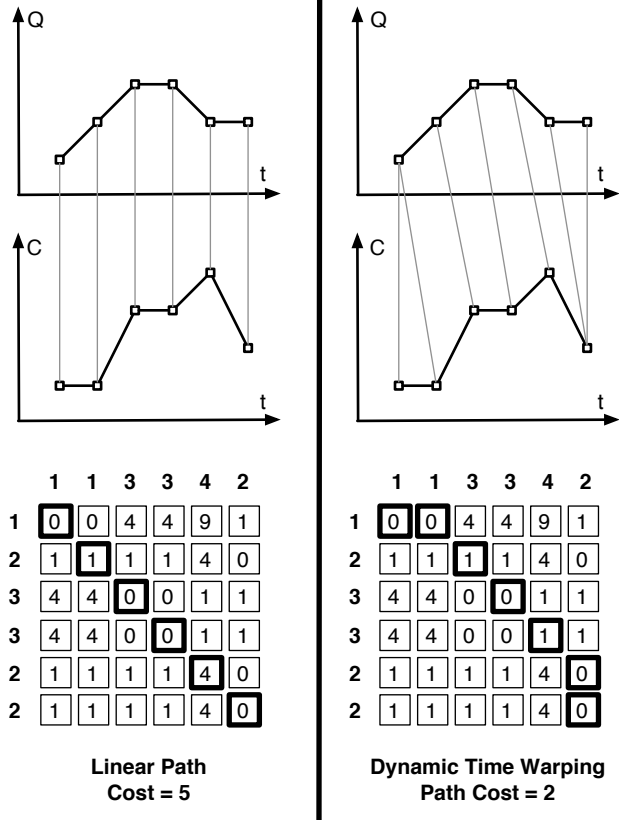 Q
t
C
t
1 1 3 3 4 2
1 0 0 4 4 9 1
2 1 1 1 1 4 0
3 4 4 0 0 1 1
3 4 4 0 0 1 1
2 1 1 1 1 4 0
2 1 1 1 1 4 0
Linear Path
Cost = 5
Q
t
C
t
1 1 3 3 4 2
1 0 0 4 4 9 1
2 1 1 1 1 4 0
3 4 4 0 0 1 1
3 4 4 0 0 1 1
2 1 1 1 1 4 0
2 1 1 1 1 4 0
Dynamic Time Warping
Path Cost = 2